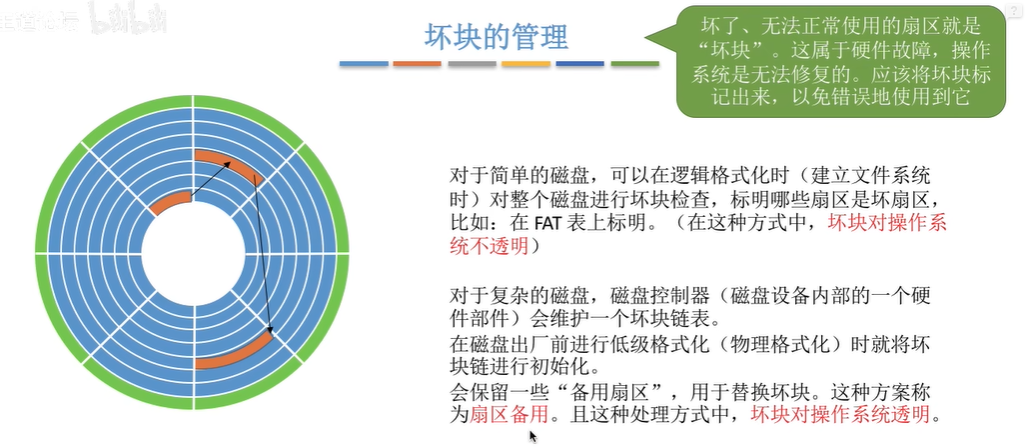 坏块的管理
坏了、无法正常使用的扇区就是
“坏块”。这属于硬件故障，操作
系统是无法修复的。应该将坏块标
记出来，以免错误地使用到它
对于简单的磁盘，可以在逻辑格式化时（建立文件系统
时）对整个磁盘进行坏块检查，标明哪些扇区是坏扇区，
比如：在 FAT 表上标明。（在这种方式中，坏块对操作系
统不透明）
对于复杂的磁盘，磁盘控制器（磁盘设备内部的一个硬
件部件）会维护一个坏块链表。
在磁盘出厂前进行低级格式化（物理格式化）时就将坏
块链进行初始化。
会保留一些“备用扇区”，用于替换坏块。这种方案称
为扇区备用。且这种处理方式中，坏块对操作系统透明。